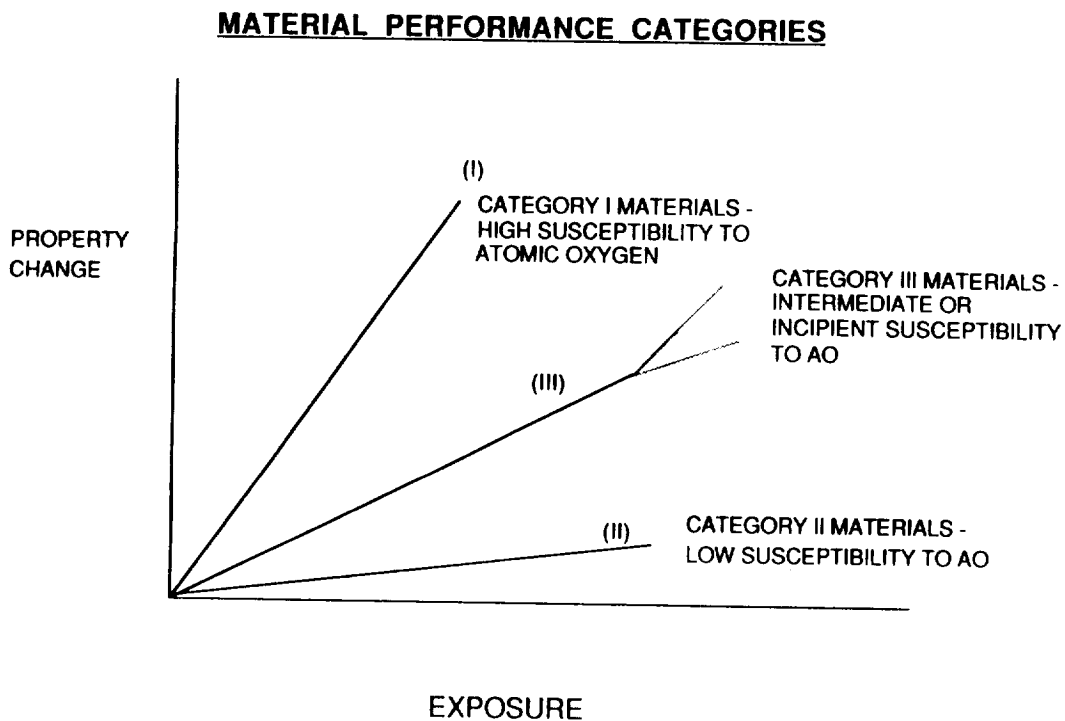 MATERIAL PERFORMANCE CATEGORIES
(I)
CATEGORY I MATERIALS -
HIGH SUSCEPTIBILITY TO
ATOMIC OXYGEN
PROPERTY
CHANGE
CATEGORY III MATERIALS -
INTERMEDIATE OR
INCIPIENT SUSCEPTIBILITY
TO AO
(III)
(II)
CATEGORY II MATERIALS -
LOW SUSCEPTIBILITY TO AO
EXPOSURE